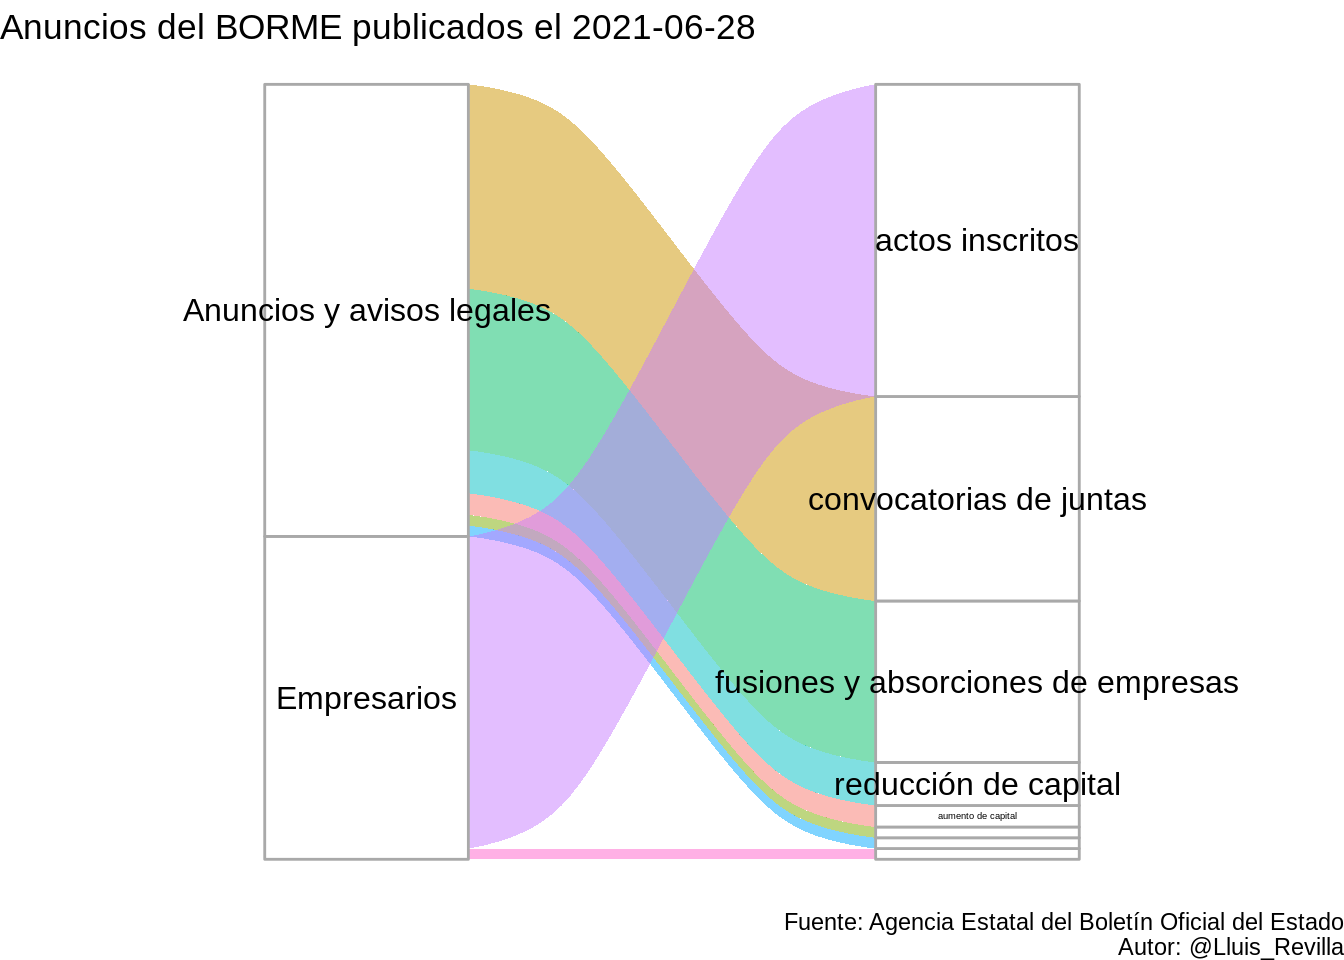 Anuncios del BORME publicados el 2021-06-28
actos inscritos
Anuncios y avisos legales
convocatorias de juntas
fusiones y absorciones de empresas
Empresarios
reducción de capital
aumento de capital
Fuente: Agencia Estatal del Boletín Oficial del Estado
Autor: @Lluis_Revilla